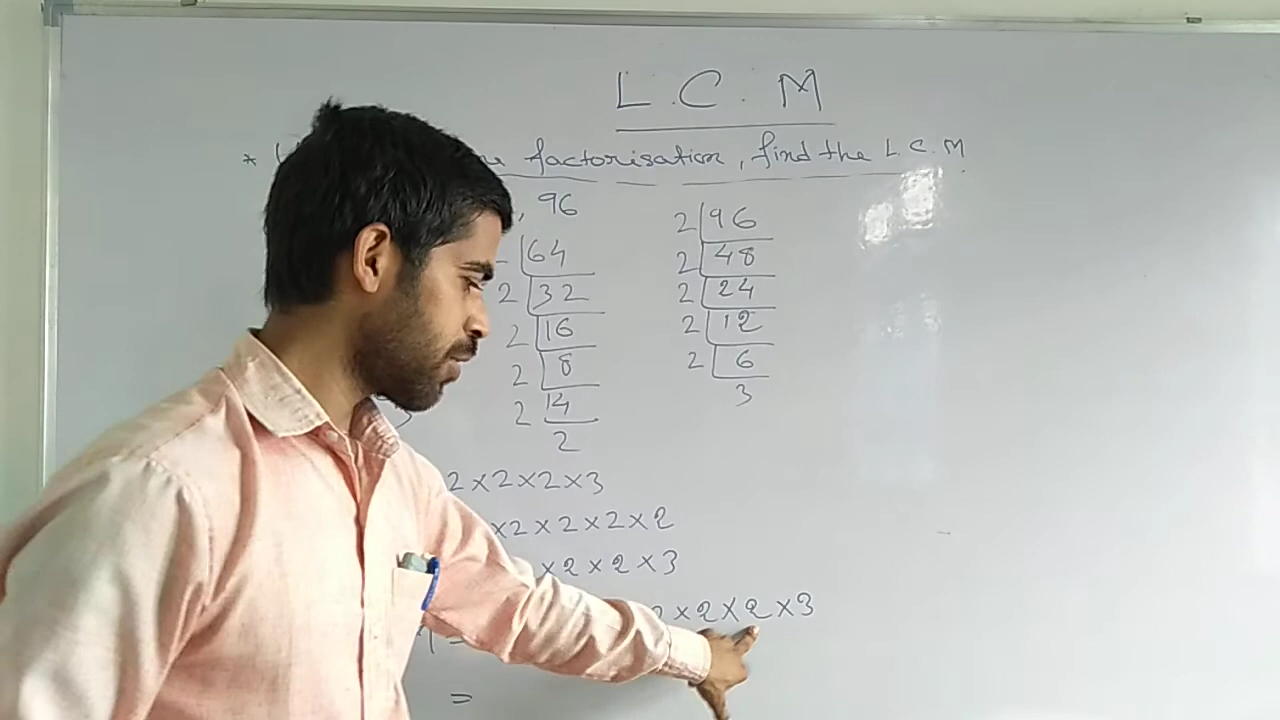 L.C.M
* factorisation, find the L.C.M
, 96
2 | 96
64
2 | 48
2 | 32
2 | 24
2 | 16
2 | 12
2 | 8
2 | 6
2 | 4
3
2
3
2×2×2×3
×2×2×2×2
×2×2×3
×2×2×3
=
=